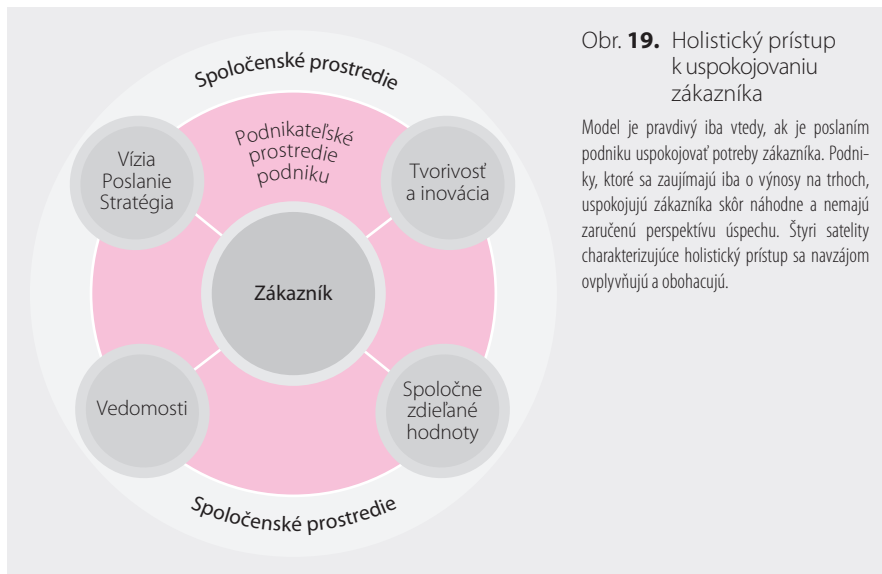 Spoločenské prostredie
Podnikateľské
prostredie
podniku
Vízia
Poslanie
Stratégia
Tvorivosť
a inovácia
Zákazník
Vedomosti
Spoločne
zdieľané
hodnoty
Spoločenské prostredie
Obr. 19. Holistický prístup
k uspokojovaniu
zákazníka
Model je pravdivý iba vtedy, ak je poslaním
podniku uspokojovať potreby zákazníka. Podni-
ky, ktoré sa zaujímajú iba o výnosy na trhoch,
uspokojujú zákazníka skôr náhodne a nemajú
zaručenú perspektívu úspechu. Štyri satelity
charakterizujúce holistický prístup sa navzájom
ovplyvňujú a obohacujú.